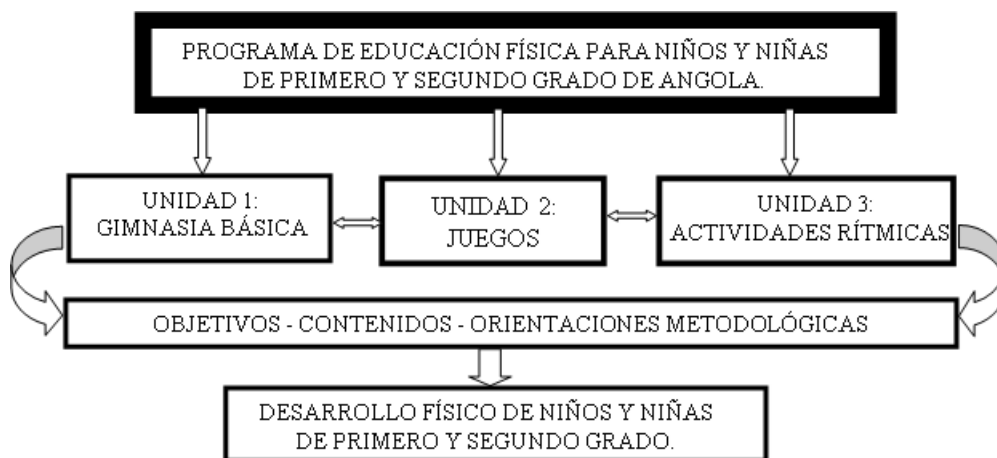 PROGRAMA DE EDUCACIÓN FÍSICA PARA NIÑOS Y NIÑAS
DE PRIMERO Y SEGUNDO GRADO DE ANGOLA.
UNIDAD 1:
GIMNASIA BÁSICA
UNIDAD 2:
JUEGOS
UNIDAD 3:
ACTIVIDADES RÍTMICAS
OBJETIVOS - CONTENIDOS - ORIENTACIONES METODOLÓGICAS
DESARROLLO FÍSICO DE NIÑOS Y NIÑAS
DE PRIMERO Y SEGUNDO GRADO.